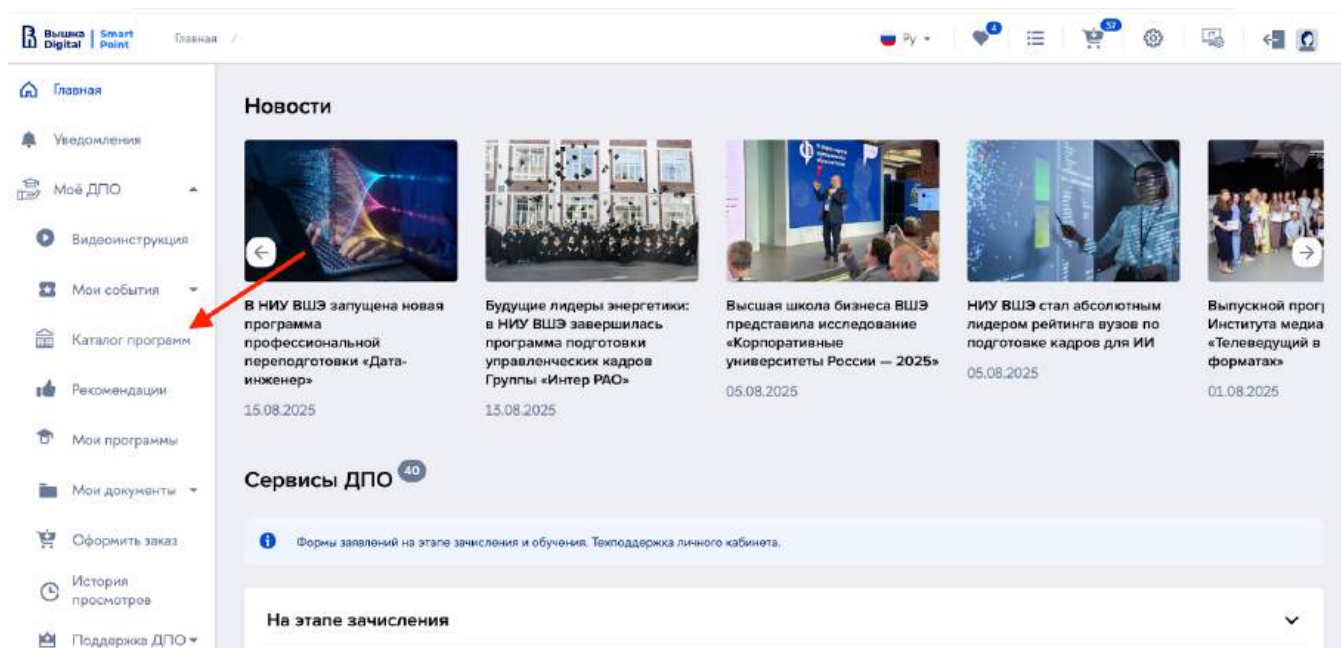 Вышка Digital | Smart Point
Главная /
Ру
4
57
Главная
Уведомления
Моё ДПО
Видеоинструкция
Мои события
Каталог программ
Рекомендации
Мои программы
Мои документы
Оформить заказ
История
просмотров
Поддержка ДПО
Новости
В НИУ ВШЭ запущена новая
программа
профессиональной
переподготовки «Дата-
инженер»
15.08.2025
Будущие лидеры энергетики:
в НИУ ВШЭ завершилась
программа подготовки
управленческих кадров
Группы «Интер РАО»
13.08.2025
Высшая школа бизнеса ВШЭ
представила исследование
«Корпоративные
университеты России — 2025»
05.08.2025
НИУ ВШЭ стал абсолютным
лидером рейтинга вузов по
подготовке кадров для ИИ
05.08.2025
Выпускной прогр
Института медиа
«Телеведущий в
форматах»
01.08.2025
Сервисы ДПО 40
Формы заявлений на этапе зачисления и обучения. Техподдержка личного кабинета.
На этапе зачисления